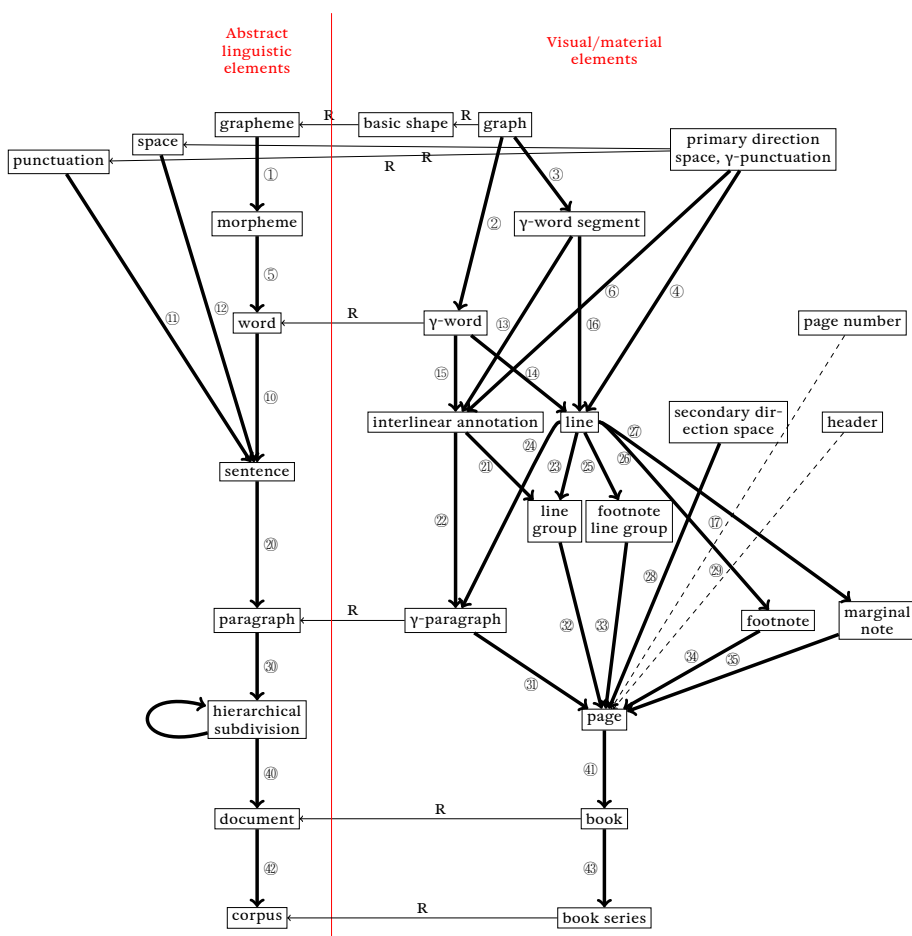 Abstract
linguistic
elements
Visual/material
elements
grapheme
R
basic shape
R
graph
space
punctuation
R
R
primary direction
space, γ-punctuation
①
③
morpheme
②
γ-word segment
⑤
⑥
④
⑪
⑫
word
R
γ-word
⑬
⑯
page number
⑩
⑮
⑭
interlinear annotation
line
secondary dir-
ection space
header
㉗
㉔
㉑
㉓
㉕
㉖
sentence
line
group
footnote
line group
⑰
⑳
㉒
㉘
㉙
paragraph
R
γ-paragraph
㉜
㉝
footnote
marginal
note
㉚
㉛
㉞
㉟
hierarchical
subdivision
page
㊵
㊶
document
R
book
㊷
㊸
corpus
R
book series